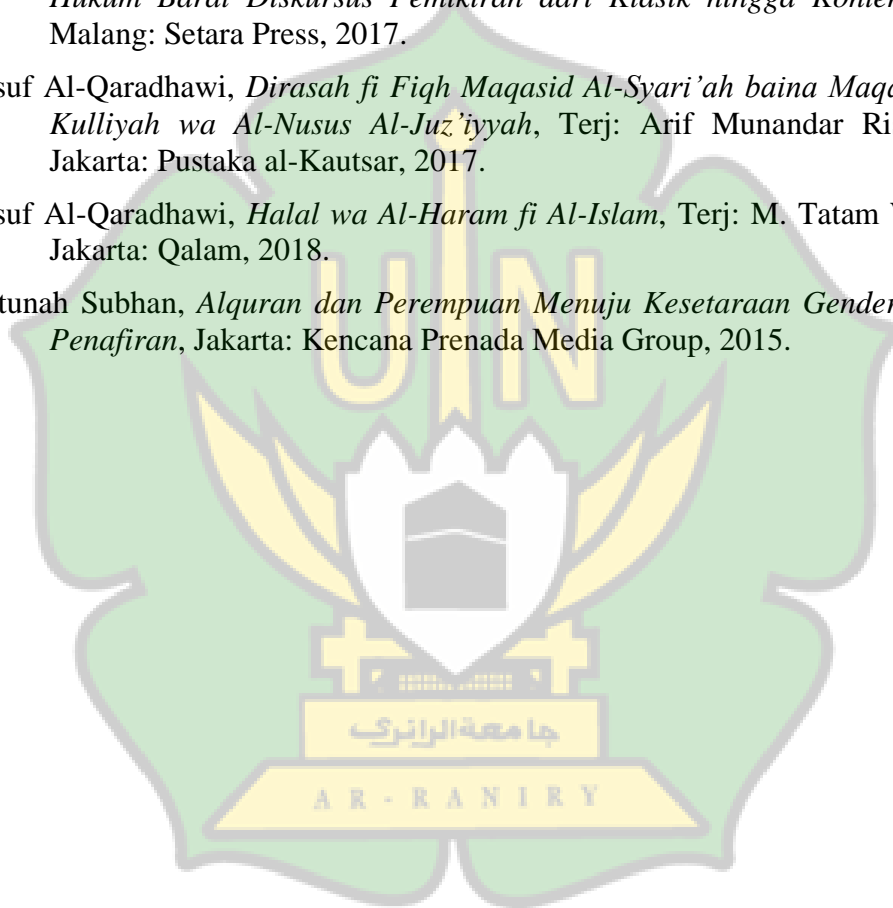 Hukum Barat Diskursus Pemikiran dari Klasik hingga
Malang: Setara Press, 2017.
suf Al-Qaradhawi, Dirasah fi Fiqh Maqasid Al-Syari’ah baina Maqa
Kulliyah wa Al-Nusus Al-Juz’iyyah, Terj: Arif Munandar Ri
Jakarta: Pustaka al-Kautsar, 2017.
suf Al-Qaradhawi, Halal wa Al-Haram fi Al-Islam, Terj: M. Tatam
Jakarta: Qalam, 2018.
tunah Subhan, Alquran dan Perempuan Menuju Kesetaraan Gender
Penafiran, Jakarta: Kencana Prenada Media Group, 2015.
UIN
جامعة الرانري
AR-RANIRY